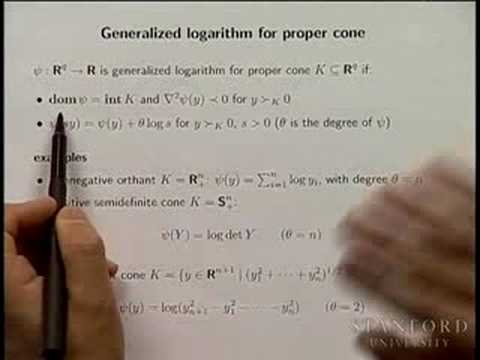 Generalized logarithm for proper cone
ψ : R^q → R is generalized logarithm for proper cone K ⊆ R^q if:
• dom ψ = int K and ∇²ψ(y) ≺ 0 for y ≻_K 0
• y) = ψ(y) + θ log s for y ≻_K 0, s > 0 (θ is the degree of ψ)
examples
negative orthant K = R^n_+: ψ(y) = ∑^n_{i=1} log y_i, with degree θ = n
tive semidefinite cone K = S^n_+:
ψ(Y) = log det Y (θ = n)
cone K = {y ∈ R^{n+1} | (y_1^2 + ··· + y_n^2)^{1/2}
ψ(y) = log(y_{n+1}^2 − y_1^2 − ··· − y_n^2) (θ = 2)
STANFORD
UNIVERSITY